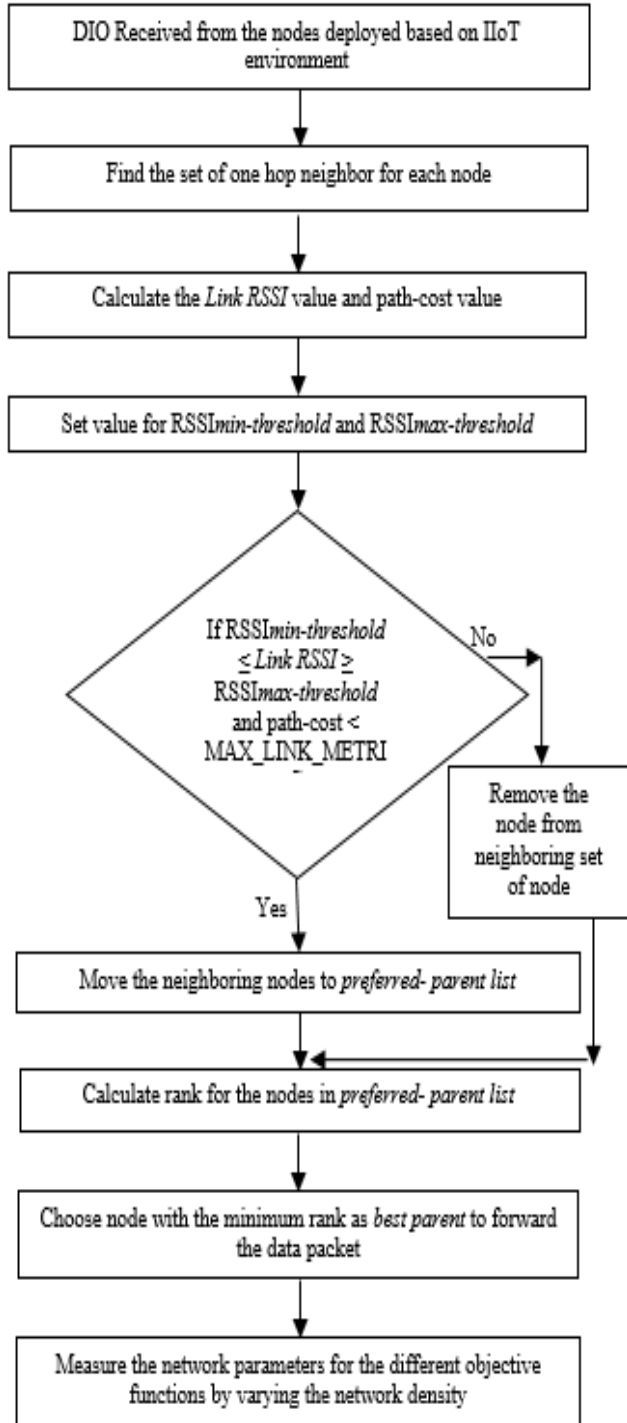 DIO Received from the nodes deployed based on IIoT
environment
Find the set of one hop neighbor for each node
Calculate the Link RSSI value and path-cost value
Set value for RSSImin-threshold and RSSImax-threshold
If RSSImin-threshold
≤ Link RSSI ≥
RSSImax-threshold
and path-cost <
MAX_LINK_METRI
No
Remove the
node from
neighboring set
of node
Yes
Move the neighboring nodes to preferred- parent list
Calculate rank for the nodes in preferred- parent list
Choose node with the minimum rank as best parent to forward
the data packet
Measure the network parameters for the different objective
functions by varying the network density